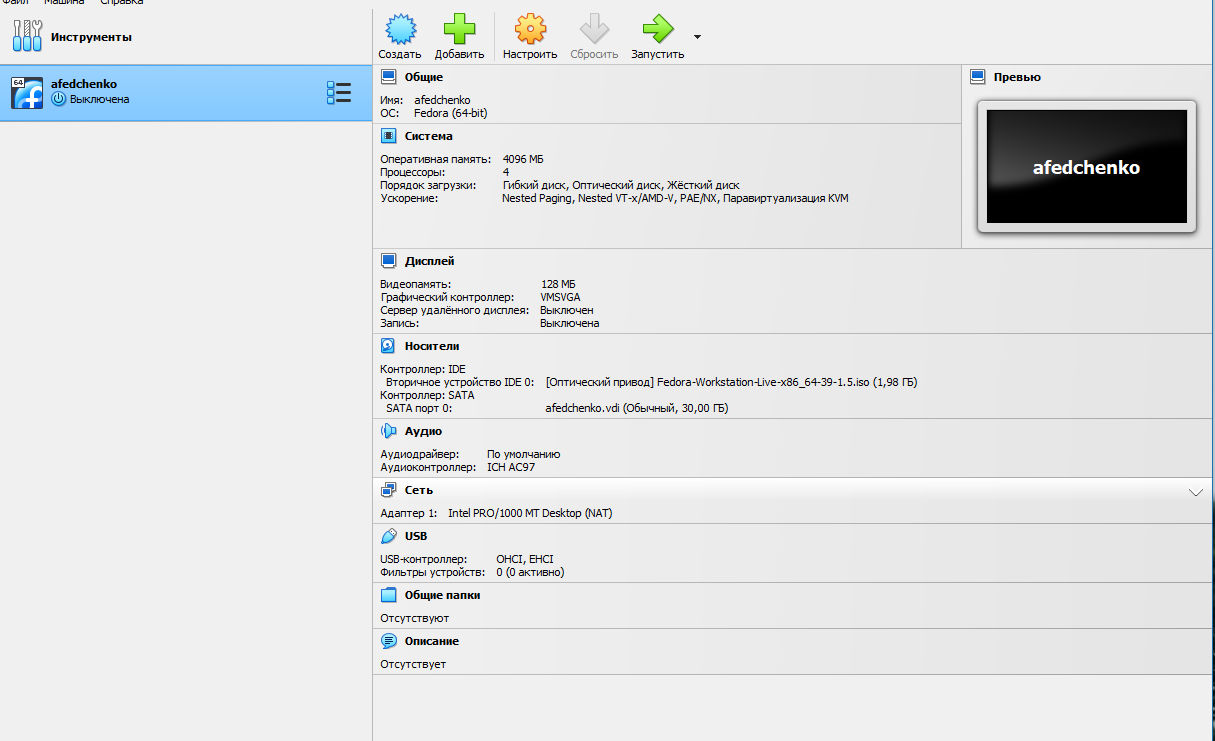 Файл Машина Справка
Инструменты
Создать Добавить Настроить Сбросить Запустить
64
afedchenko
Выключена
Общие
Имя: afedchenko
ОС: Fedora (64-bit)
Превью
afedchenko
Система
Оперативная память: 4096 МБ
Процессоры: 4
Порядок загрузки: Гибкий диск, Оптический диск, Жёсткий диск
Ускорение: Nested Paging, Nested VT-x/AMD-V, PAE/NX, Паравиртуализация KVM
Дисплей
Видеопамять: 128 МБ
Графический контроллер: VMSVGA
Сервер удалённого дисплея: Выключен
Запись: Выключена
Носители
Контроллер: IDE
Вторичное устройство IDE 0: [Оптический привод] Fedora-Workstation-Live-x86_64-39-1.5.iso (1,98 ГБ)
Контроллер: SATA
SATA порт 0: afedchenko.vdi (Обычный, 30,00 ГБ)
Аудио
Аудиодрайвер: По умолчанию
Аудиоконтроллер: ICH AC97
Сеть
Адаптер 1: Intel PRO/1000 MT Desktop (NAT)
USB
USB-контроллер: OHCI, EHCI
Фильтры устройств: 0 (0 активно)
Общие папки
Отсутствуют
Описание
Отсутствует